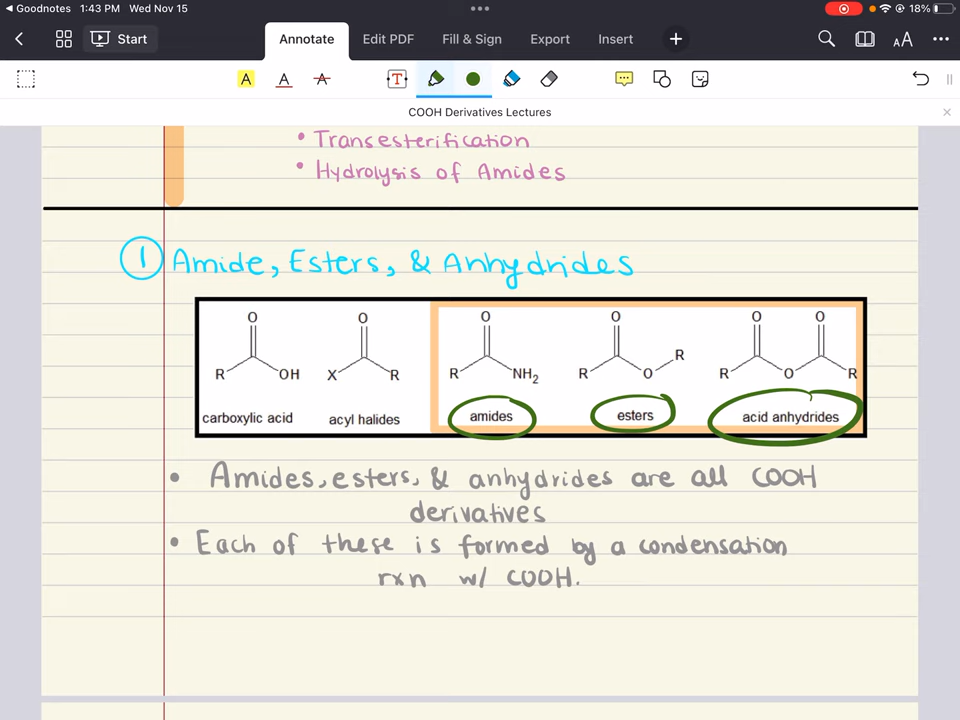 Goodnotes 1:43 PM Wed Nov 15 18%
Start Annotate Edit PDF Fill & Sign Export Insert
A A T
COOH Derivatives Lectures
• Transesterification
• Hydrolysis of Amides
1 Amide, Esters, & Anhydrides
O O O O O O
R OH X R R NH2 R O R R O R
carboxylic acid acyl halides amides esters acid anhydrides
• Amides, esters, & anhydrides are all COOH
derivatives
• Each of these is formed by a condensation
rxn w/ COOH.